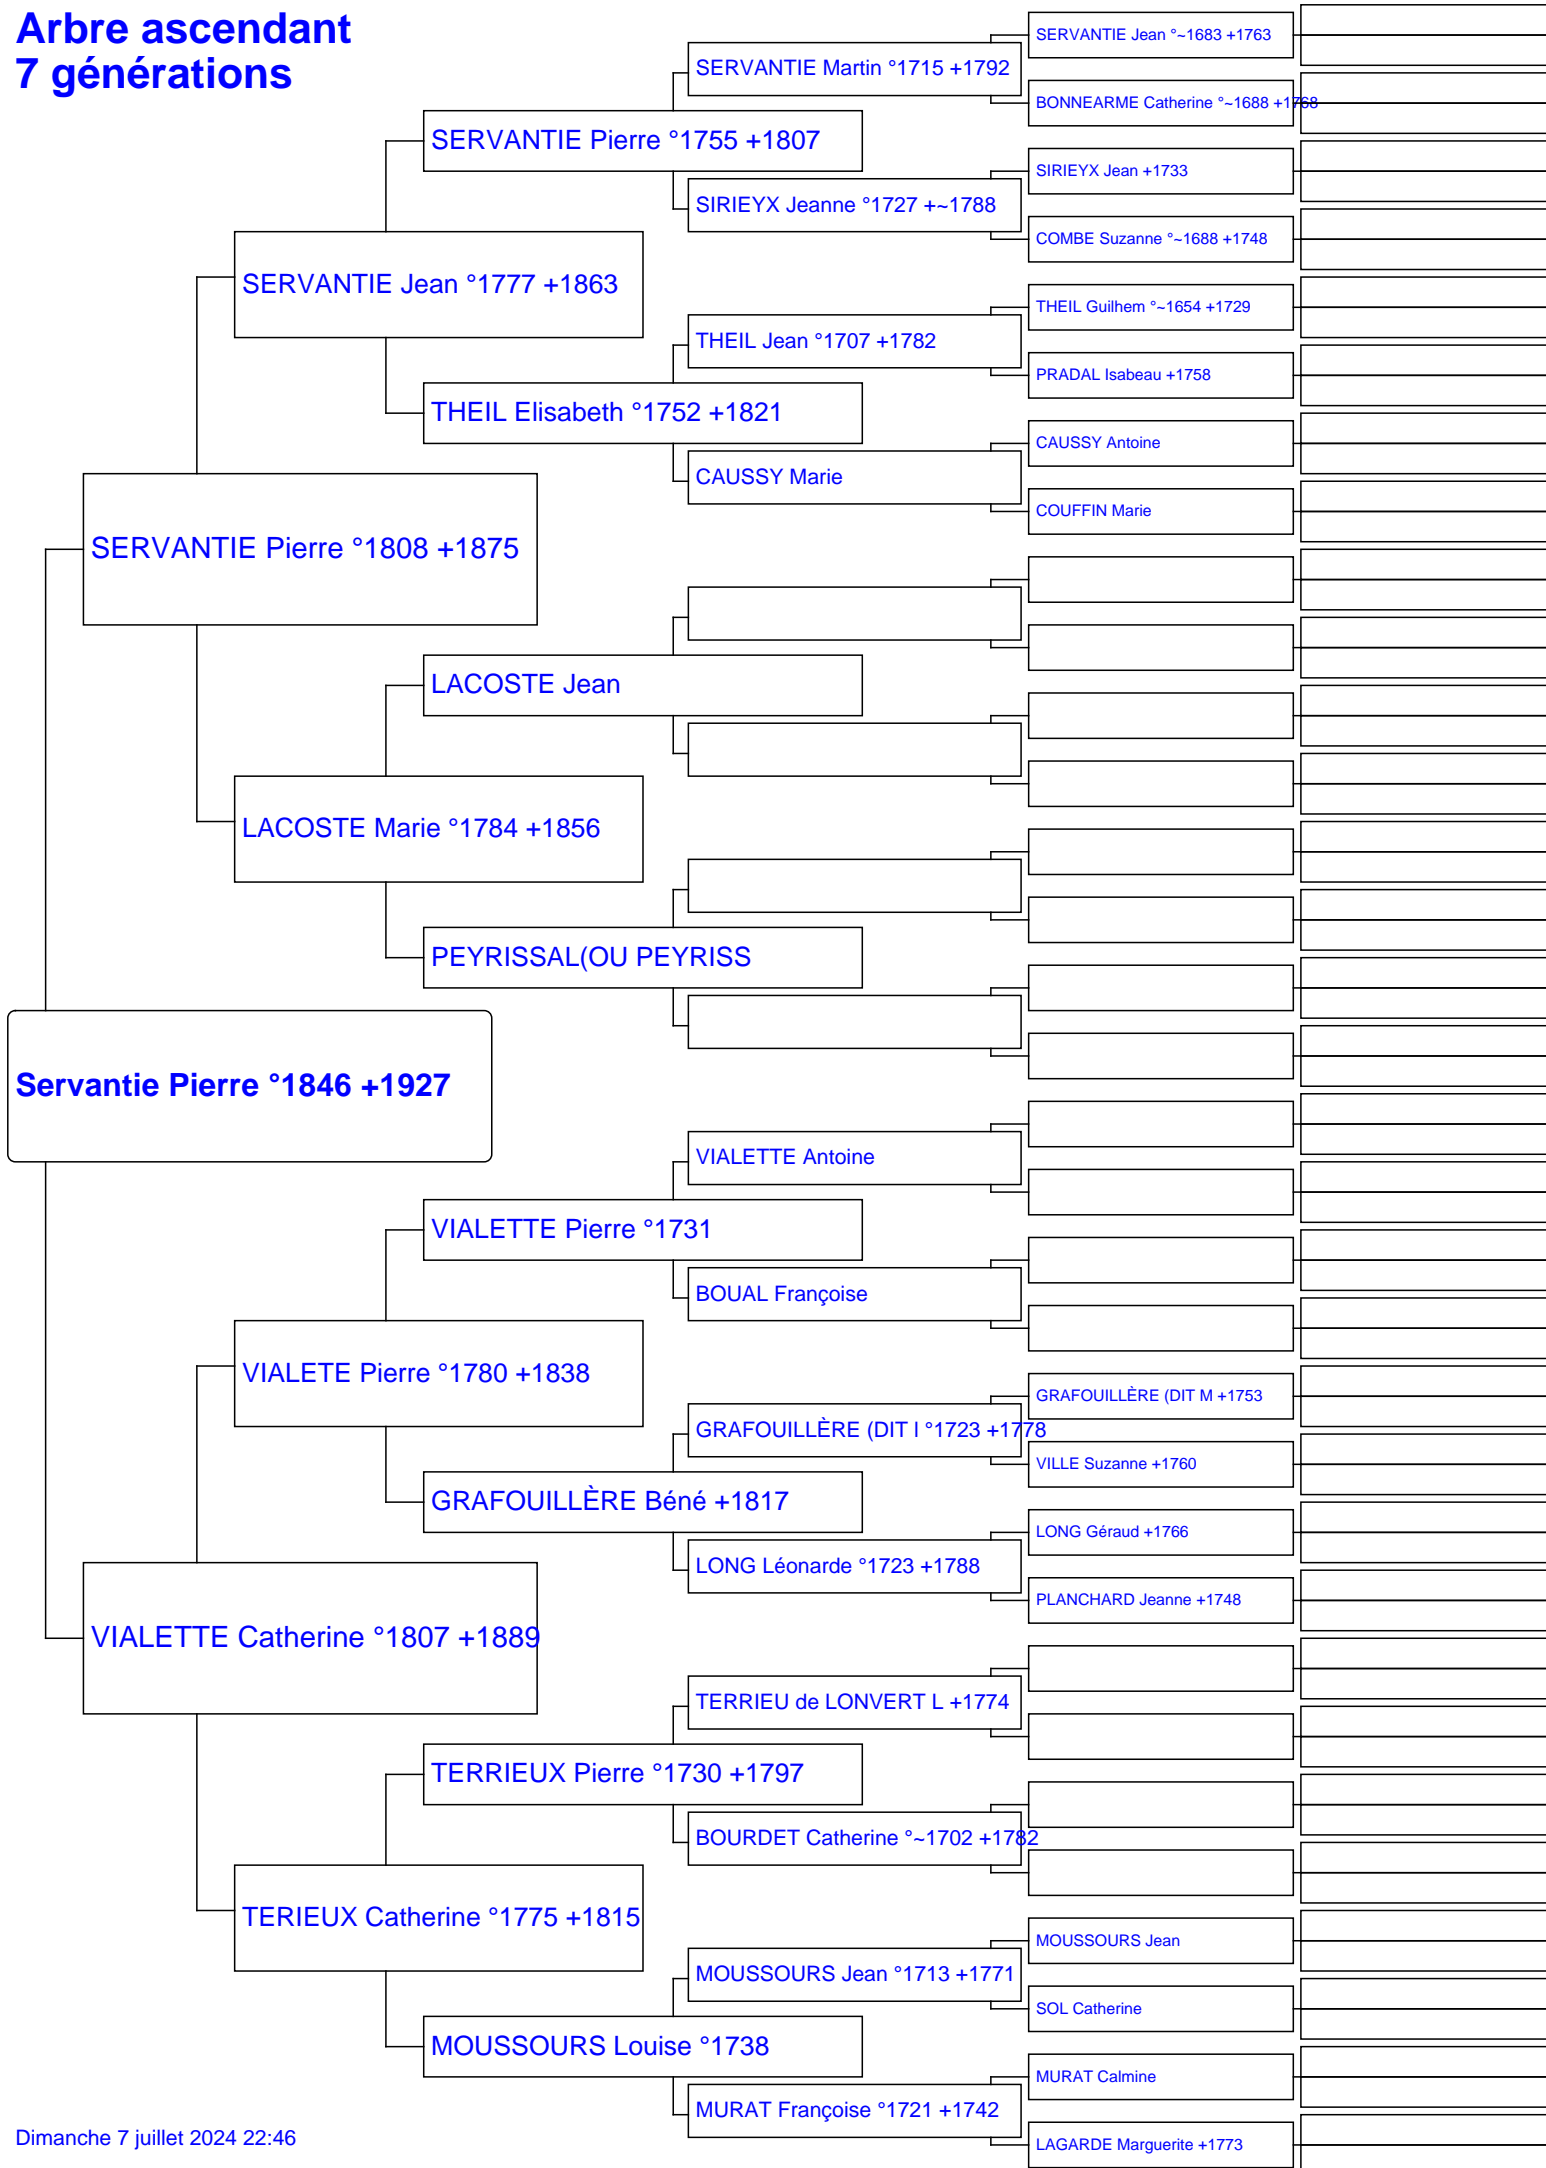 Arbre ascendant
7 générations
SERVANTIE Jean °~1683 +1763
SERVANTIE Martin °1715 +1792
BONNEARME Catherine °~1688 +1768
SERVANTIE Pierre °1755 +1807
SIRIEYX Jean +1733
SIRIEYX Jeanne °1727 +~1788
COMBE Suzanne °~1688 +1748
SERVANTIE Jean °1777 +1863
THEIL Guilhem °~1654 +1729
THEIL Jean °1707 +1782
PRADAL Isabeau +1758
THEIL Elisabeth °1752 +1821
CAUSSY Antoine
CAUSSY Marie
COUFFIN Marie
SERVANTIE Pierre °1808 +1875
LACOSTE Jean
LACOSTE Marie °1784 +1856
PEYRISSAL(OU PEYRISS
Servantie Pierre °1846 +1927
VIALETTE Antoine
VIALETTE Pierre °1731
BOUAL Françoise
VIALETE Pierre °1780 +1838
GRAFOUILLÈRE (DIT M +1753
GRAFOUILLÈRE (DIT l °1723 +1778
VILLE Suzanne +1760
GRAFOUILLÈRE Béné +1817
LONG Géraud +1766
LONG Léonarde °1723 +1788
PLANCHARD Jeanne +1748
VIALETTE Catherine °1807 +1889
TERRIEU de LONVERT L +1774
TERRIEUX Pierre °1730 +1797
BOURDET Catherine °~1702 +1782
TERIEUX Catherine °1775 +1815
MOUSSOURS Jean
MOUSSOURS Jean °1713 +1771
SOL Catherine
MOUSSOURS Louise °1738
MURAT Calmine
MURAT Françoise °1721 +1742
LAGARDE Marguerite +1773
Dimanche 7 juillet 2024 22:46